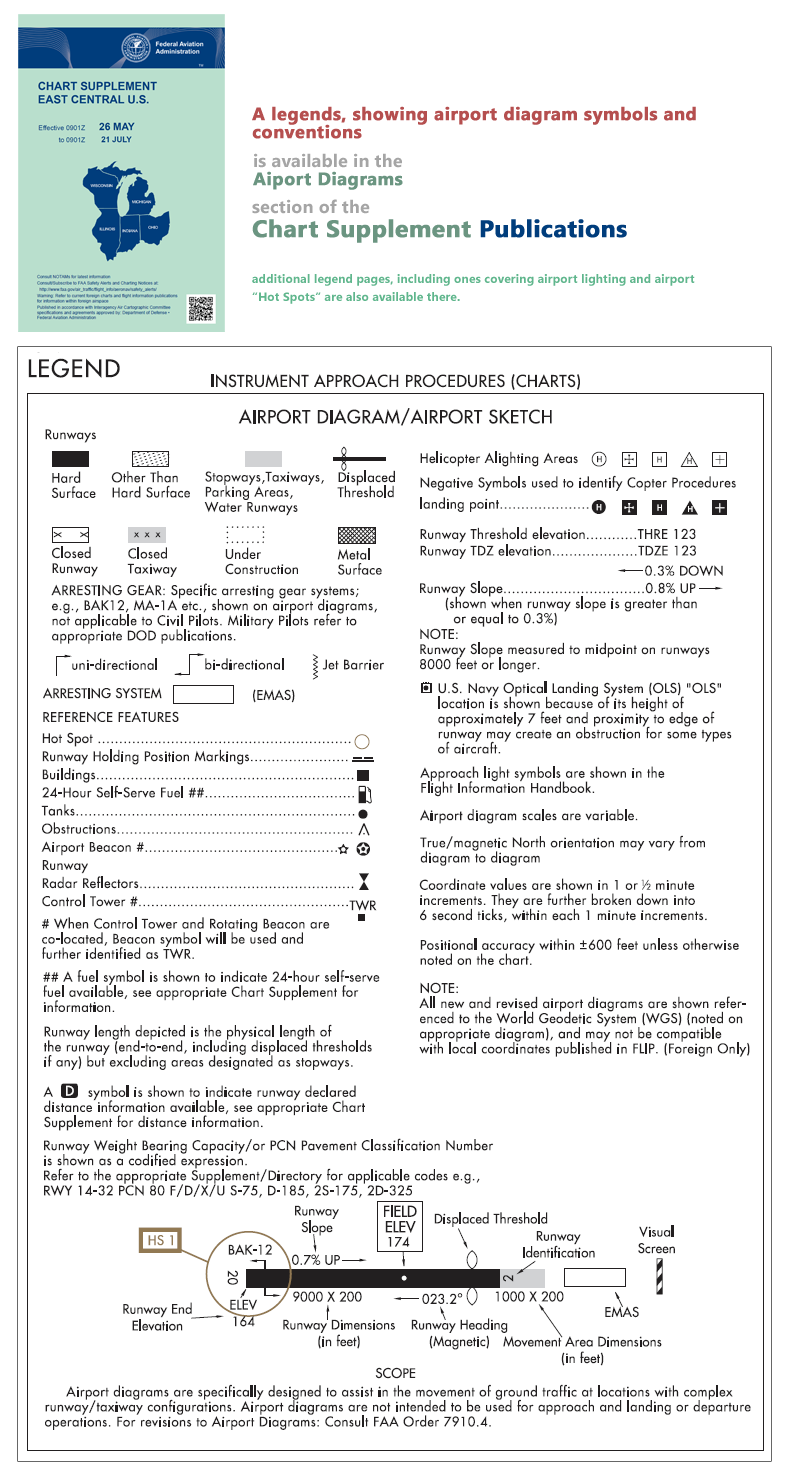 Federal Aviation
Administration
TM
CHART SUPPLEMENT
EAST CENTRAL U.S.
Effective 0901Z 26 MAY
to 0901Z 21 JULY
WISCONSIN
MICHIGAN
ILLINOIS
INDIANA
OHIO
Consult NOTAMs for latest information
Consult/Subscribe to FAA Safety Alerts and Charting Notices at:
http://www.faa.gov/air_traffic/flight_info/aeronav/safety_alerts/
Warning: Refer to current foreign charts and flight information publications
for information within foreign airspace
Published in accordance with Interagency Air Cartographic Committee
specifications and agreements approved by: Department of Defense •
Federal Aviation Administration
A legends, showing airport diagram symbols and
conventions
is available in the
Aiport Diagrams
section of the
Chart Supplement Publications
additional legend pages, including ones covering airport lighting and airport
“Hot Spots” are also available there.
LEGEND
INSTRUMENT APPROACH PROCEDURES (CHARTS)
AIRPORT DIAGRAM/AIRPORT SKETCH
Runways
Hard
Surface
Other Than
Hard Surface
Stopways,Taxiways,
Parking Areas,
Water Runways
Displaced
Threshold
x x
x x x
Closed
Runway
Closed
Taxiway
Under
Construction
Metal
Surface
ARRESTING GEAR: Specific arresting gear systems;
e.g., BAK12, MA-1A etc., shown on airport diagrams,
not applicable to Civil Pilots. Military Pilots refer to
appropriate DOD publications.
uni-directional
bi-directional
Jet Barrier
ARRESTING SYSTEM (EMAS)
REFERENCE FEATURES
Hot Spot
Runway Holding Position Markings
Buildings
24-Hour Self-Serve Fuel ##
Tanks
Obstructions
Airport Beacon #
Runway
Radar Reflectors
Control Tower # TWR
# When Control Tower and Rotating Beacon are
co-located, Beacon symbol will be used and
further identified as TWR.
## A fuel symbol is shown to indicate 24-hour self-serve
fuel available, see appropriate Chart Supplement for
information.
Runway length depicted is the physical length of
the runway (end-to-end, including displaced thresholds
if any) but excluding areas designated as stopways.
A D symbol is shown to indicate runway declared
distance information available, see appropriate Chart
Supplement for distance information.
Helicopter Alighting Areas H H H
Negative Symbols used to identify Copter Procedures
landing point H H H
Runway Threshold elevation............THRE 123
Runway TDZ elevation....................TDZE 123
0.3% DOWN
Runway Slope.................................0.8% UP
(shown when runway slope is greater than
or equal to 0.3%)
NOTE:
Runway Slope measured to midpoint on runways
8000 feet or longer.
U.S. Navy Optical Landing System (OLS) "OLS"
location is shown because of its height of
approximately 7 feet and proximity to edge of
runway may create an obstruction for some types
of aircraft.
Approach light symbols are shown in the
Flight Information Handbook.
Airport diagram scales are variable.
True/magnetic North orientation may vary from
diagram to diagram
Coordinate values are shown in 1 or ½ minute
increments. They are further broken down into
6 second ticks, within each 1 minute increments.
Positional accuracy within ±600 feet unless otherwise
noted on the chart.
NOTE:
All new and revised airport diagrams are shown refer-
enced to the World Geodetic System (WGS) (noted on
appropriate diagram), and may not be compatible
with local coordinates published in FLIP. (Foreign Only)
Runway Weight Bearing Capacity/or PCN Pavement Classification Number
is shown as a codified expression.
Refer to the appropriate Supplement/Directory for applicable codes e.g.,
RWY 14-32 PCN 80 F/D/X/U S-75, D-185, 2S-175, 2D-325
HS 1
BAK-12
20
Runway
Slope
0.7% UP
FIELD
ELEV
174
Displaced Threshold
Runway
Identification
2
Visual
Screen
Runway End
Elevation
ELEV
164
9000 X 200
Runway Dimensions
(in feet)
023.2°
Runway Heading
(Magnetic)
1000 X 200
Movement Area Dimensions
(in feet)
EMAS
SCOPE
Airport diagrams are specifically designed to assist in the movement of ground traffic at locations with complex
runway/taxiway configurations. Airport diagrams are not intended to be used for approach and landing or departure
operations. For revisions to Airport Diagrams: Consult FAA Order 7910.4.